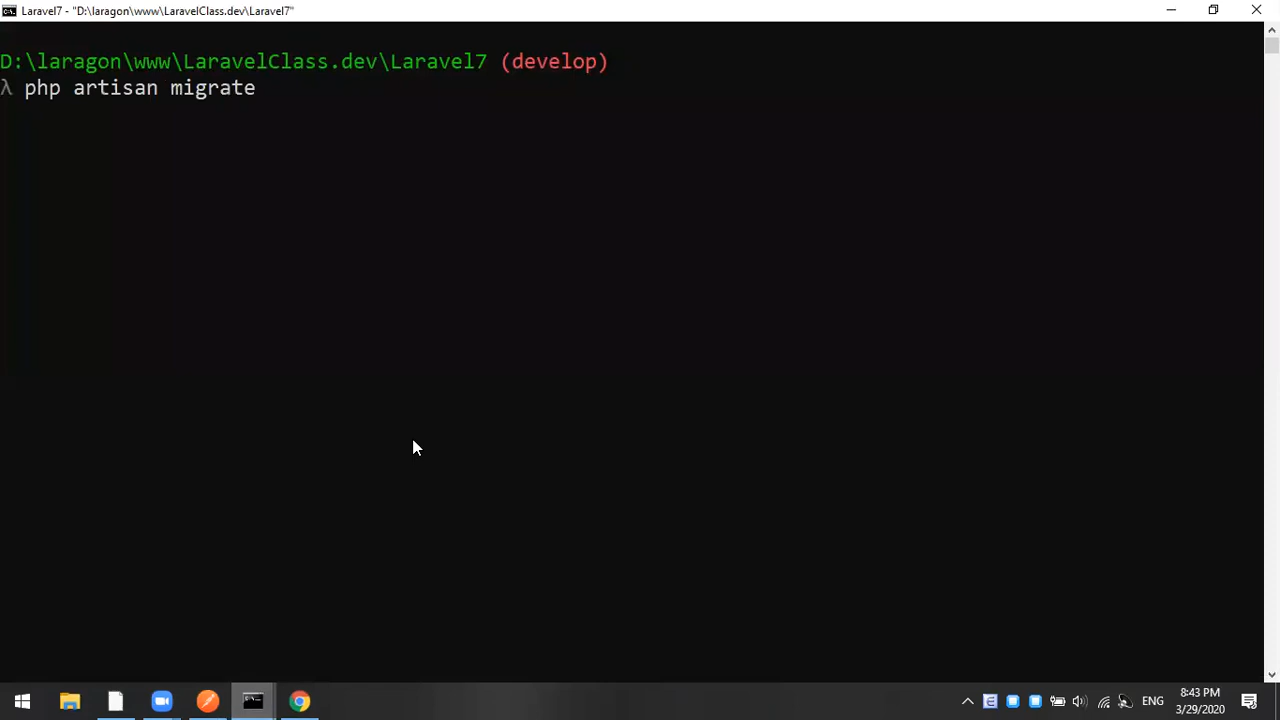 Laravel7 - "D:\laragon\www\LaravelClass.dev\Laravel7"
D:\laragon\www\LaravelClass.dev\Laravel7 (develop)
λ php artisan migrate
ENG
8:43 PM
3/29/2020